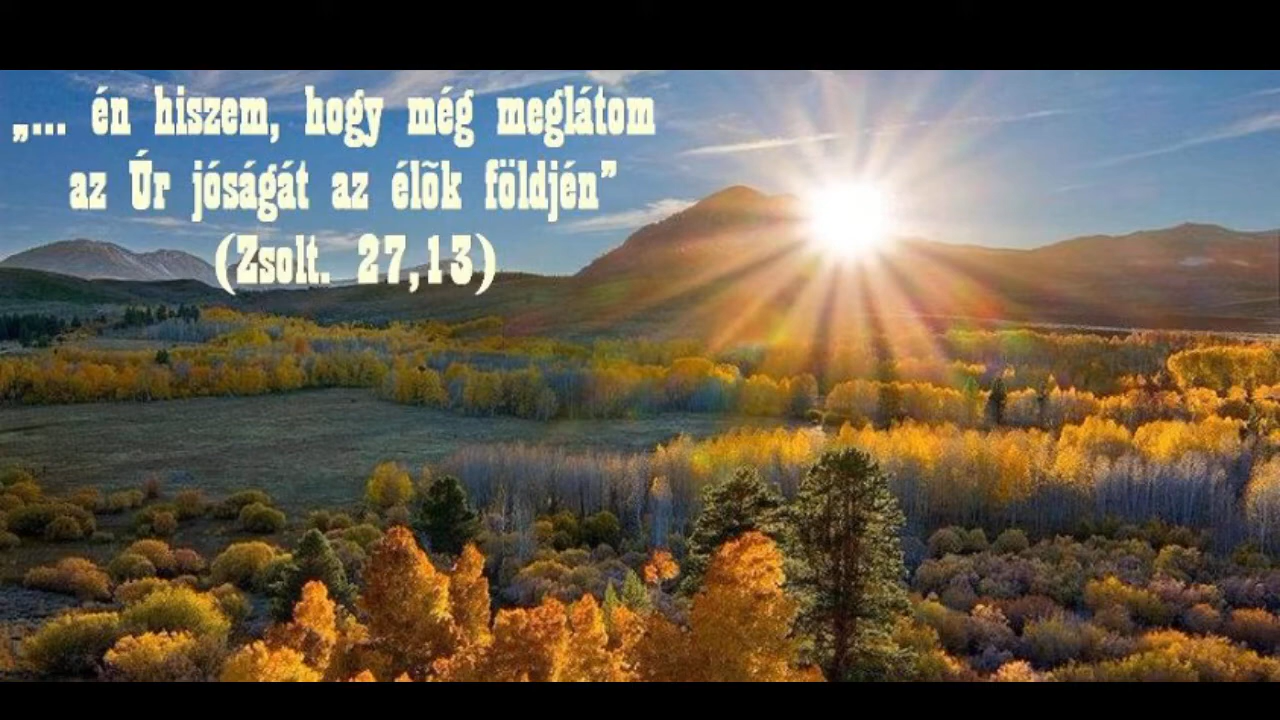 „... én hiszem, hogy még meglátom
az Úr jóságát az élõk földjén”
(Zsolt. 27,13)